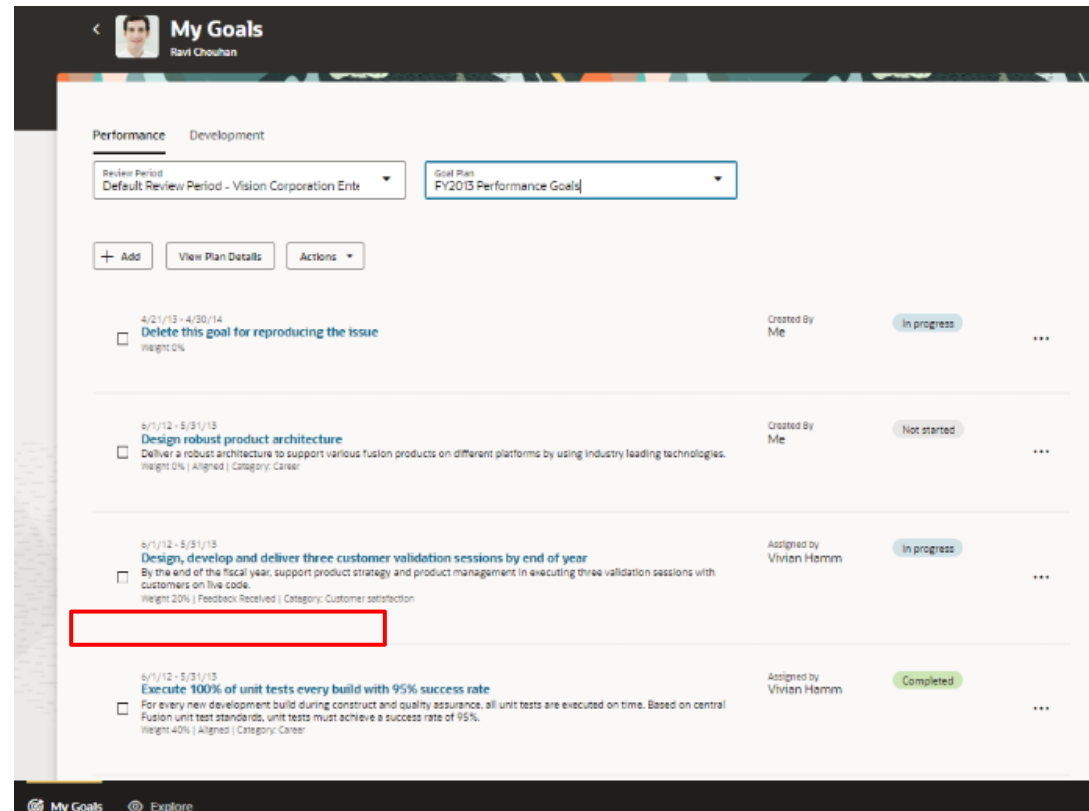 My Goals
Ravi Chouhan
Performance Development
Review Period
Default Review Period - Vision Corporation Ente
Goal Plan
FY2013 Performance Goals
+ Add View Plan Details Actions
4/21/13 - 4/30/14
Delete this goal for reproducing the issue
Weight 0%
Created By
Me
In progress
6/1/12 - 5/31/13
Design robust product architecture
Deliver a robust architecture to support various fusion products on different platforms by using industry leading technologies.
Weight 0% | Aligned | Category: Career
Created By
Me
Not started
6/1/12 - 5/31/13
Design, develop and deliver three customer validation sessions by end of year
By the end of the fiscal year, support product strategy and product management in executing three validation sessions with
customers on live code.
Weight 20% | Feedback Received | Category: Customer satisfaction
Assigned by
Vivian Hamm
In progress
6/1/12 - 5/31/13
Execute 100% of unit tests every build with 95% success rate
For every new development build during construct and quality assurance, all unit tests are executed on time. Based on central
Fusion unit test standards, unit tests must achieve a success rate of 95%.
Weight 40% | Aligned | Category: Career
Assigned by
Vivian Hamm
Completed
My Goals Explore